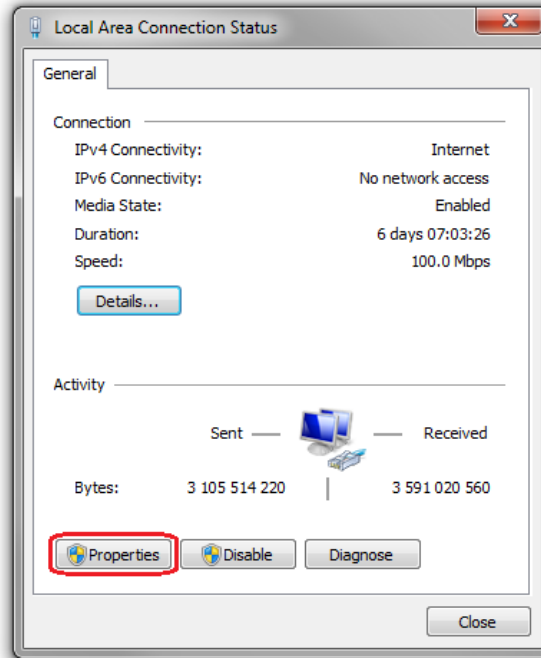 Local Area Connection Status
General
Connection
IPv4 Connectivity: Internet
IPv6 Connectivity: No network access
Media State: Enabled
Duration: 6 days 07:03:26
Speed: 100.0 Mbps
Details...
Activity
Sent Received
Bytes: 3 105 514 220 3 591 020 560
Properties Disable Diagnose
Close